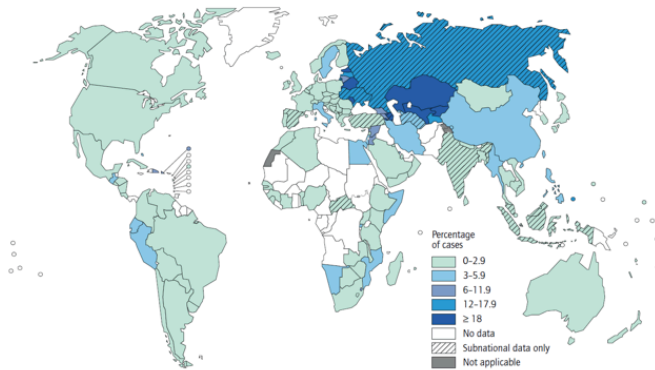 Percentage
of cases
0–2.9
3–5.9
6–11.9
12–17.9
≥ 18
No data
Subnational data only
Not applicable